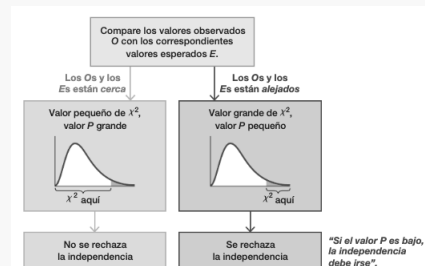 Compare los valores observados
O con los correspondientes
valores esperados E.
Los Os y los
Es están cerca
Los Os y los
Es están alejados
Valor pequeño de χ²,
valor P grande
χ² aquí
Valor grande de χ²,
valor P pequeño
χ² aquí
No se rechaza
la independencia
Se rechaza
la independencia
"Si el valor P es bajo,
la independencia
debe irse".